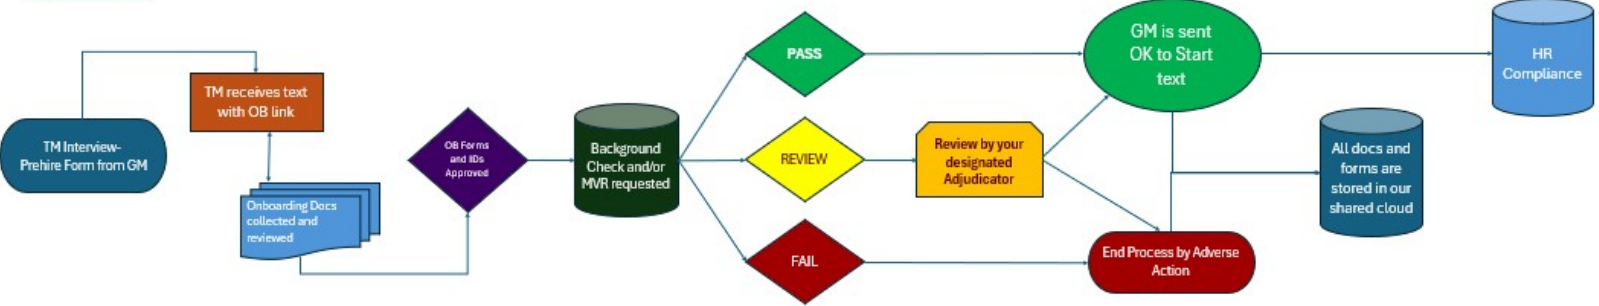 TM Interview-
Prehire Form from GM
TM receives text
with OB link
Onboarding Docs
collected and
reviewed
OB Forms
and IIDs
Approved
Background
Check and/or
MVR requested
PASS
REVIEW
FAIL
Review by your
designated
Adjudicator
GM is sent
OK to Start
text
End Process by Adverse
Action
All docs and
forms are
stored in our
shared cloud
HR
Compliance